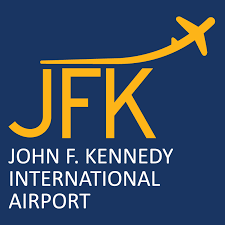 JFK
JOHN F. KENNEDY
INTERNATIONAL
AIRPORT